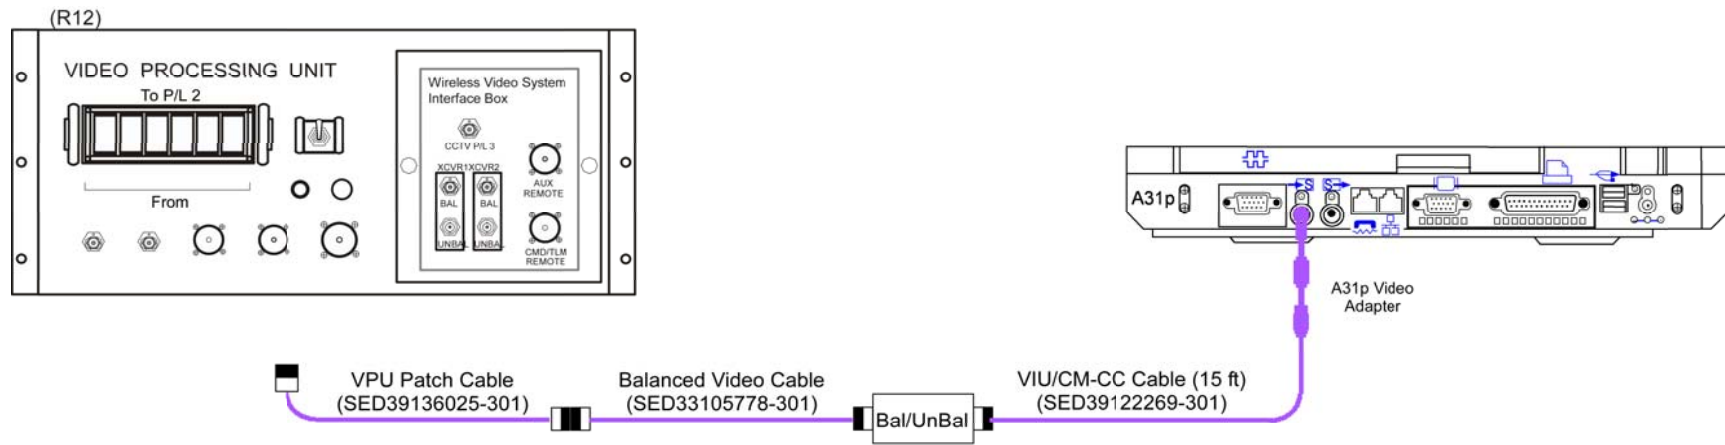 (R12)
VIDEO PROCESSING UNIT
To P/L 2
From
Wireless Video System
Interface Box
CCTV P/L 3
XCVR1XCVR2
BAL BAL
UNBAL UNBAL
AUX
REMOTE
CMD/TLM
REMOTE
A31p
S S
A31p Video
Adapter
VPU Patch Cable
(SED39136025-301)
Balanced Video Cable
(SED33105778-301)
Bal/UnBal
VIU/CM-CC Cable (15 ft)
(SED39122269-301)